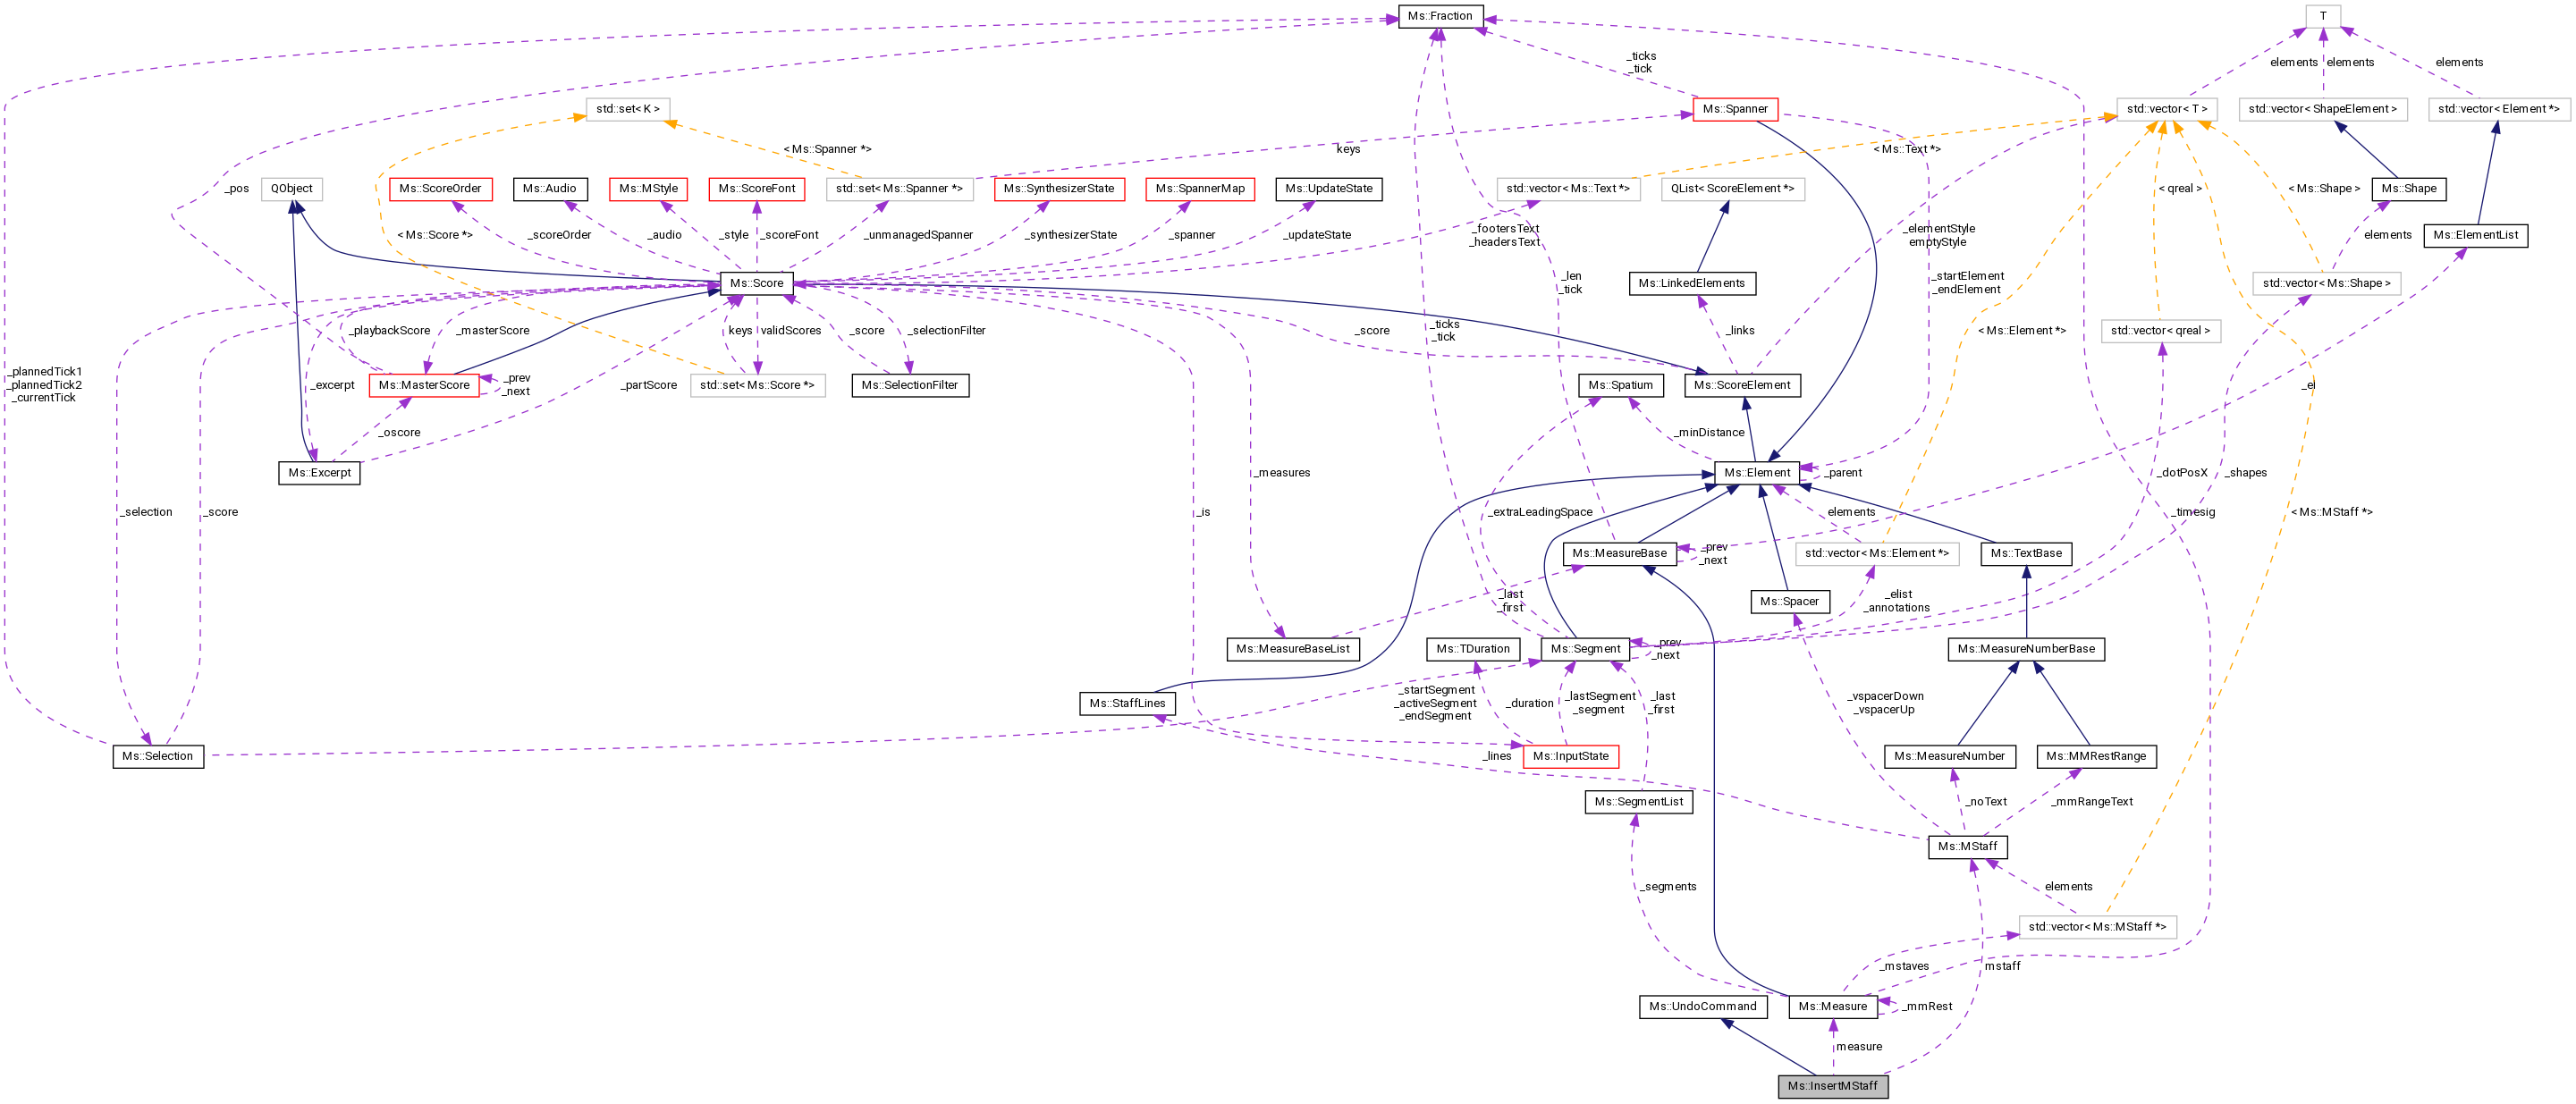 Ms::Fraction
T
_ticks
_tick
elements
elements
elements
std::set< K >
Ms::Spanner
std::vector< T >
std::vector< ShapeElement >
std::vector< Element *>
< Ms::Spanner *>
keys
< Ms::Text *>
_pos
QObject
Ms::ScoreOrder
Ms::Audio
Ms::MStyle
Ms::ScoreFont
std::set< Ms::Spanner *>
Ms::SynthesizerState
Ms::SpannerMap
Ms::UpdateState
std::vector< Ms::Text *>
QList< ScoreElement *>
< qreal >
< Ms::Shape >
Ms::Shape
< Ms::Score *>
_scoreOrder
_audio
_style
_scoreFont
_unmanagedSpanner
_synthesizerState
_spanner
_updateState
_footersText
_headersText
_elementStyle
emptyStyle
elements
Ms::ElementList
Ms::Score
_len
_tick
Ms::LinkedElements
_startElement
_endElement
std::vector< Ms::Shape >
_playbackScore
_masterScore
keys
validScores
_score
_selectionFilter
_score
_ticks
_tick
_links
< Ms::Element *>
std::vector< qreal >
_plannedTick1
_plannedTick2
_currentTick
_excerpt
Ms::MasterScore
_prev
_next
_partScore
std::set< Ms::Score *>
Ms::SelectionFilter
Ms::Spatium
Ms::ScoreElement
_el
_oscore
_minDistance
Ms::Excerpt
_measures
Ms::Element
_parent
_dotPosX
_shapes
_selection
_score
_is
_extraLeadingSpace
elements
_timesig
< Ms::MStaff *>
Ms::MeasureBase
_prev
_next
std::vector< Ms::Element *>
Ms::TextBase
_last
_first
Ms::Spacer
_elist
_annotations
Ms::MeasureBaseList
Ms::TDuration
Ms::Segment
_prev
_next
Ms::MeasureNumberBase
Ms::StaffLines
_startSegment
_activeSegment
_endSegment
_duration
_lastSegment
_segment
_last
_first
_vspacerDown
_vspacerUp
Ms::Selection
_lines
Ms::InputState
Ms::MeasureNumber
Ms::MMRestRange
Ms::SegmentList
_noText
_mmRangeText
Ms::MStaff
_segments
elements
std::vector< Ms::MStaff *>
_mstaves
mstaff
Ms::UndoCommand
Ms::Measure
_mmRest
measure
Ms::InsertMStaff